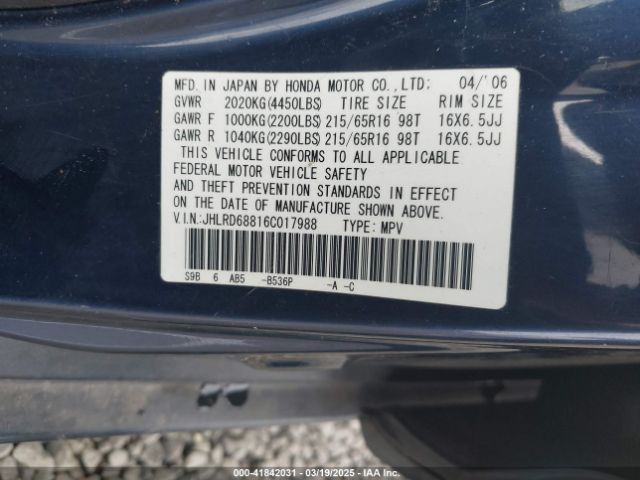 MFD. IN JAPAN BY HONDA MOTOR CO.,LTD: 04/'06
GVWR 2020KG(4450LBS) TIRE SIZE RIM SIZE
GAWR F 1000KG(2200LBS) 215/65R16 98T 16X6.5JJ
GAWR R 1040KG(2290LBS) 215/65R16 98T 16X6.5JJ
THIS VEHICLE CONFORMS TO ALL APPLICABLE
FEDERAL MOTOR VEHICLE SAFETY
AND THEFT PREVENTION STANDARDS IN EFFECT
ON THE DATE OF MANUFACTURE SHOWN ABOVE.
V.I.N:JHLRD68816C017988 TYPE: MPV
S9B 6 AB5 -B536P -A -C
000-41842031 - 03/19/2025 - IAA Inc.